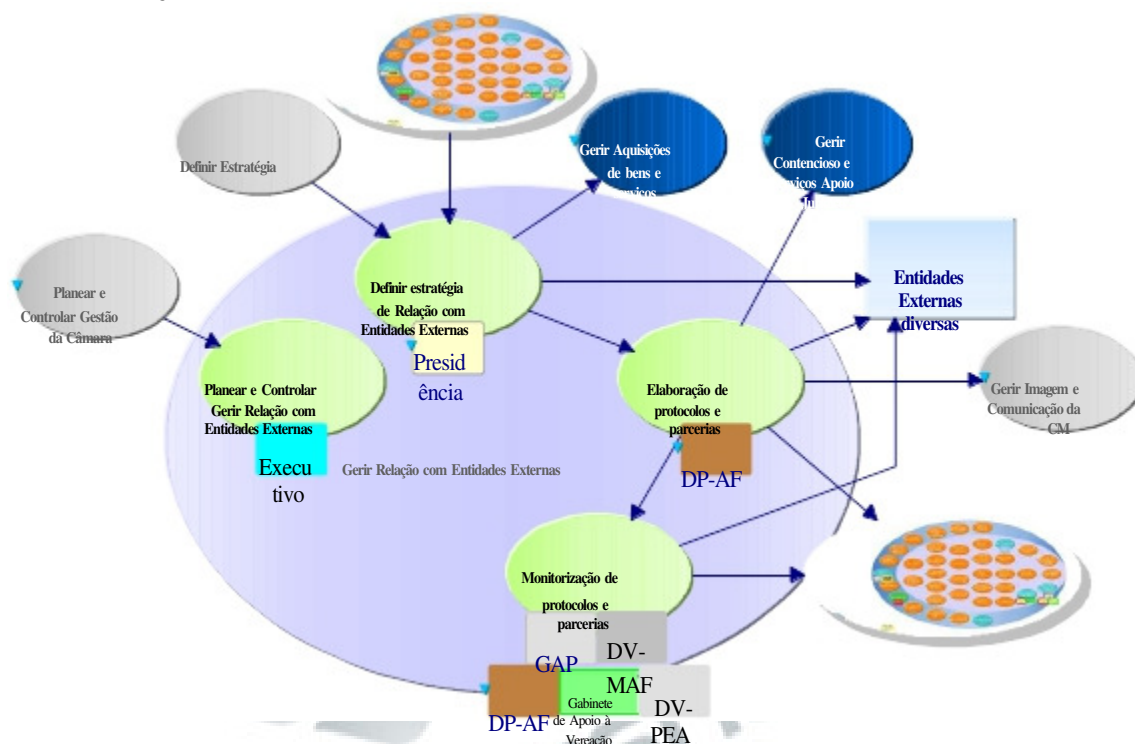 Definir Estratégia
Gerir Aquisições
de bens e
Gerir
Contencioso e
Apoio
Planear e
Controlar Gestão
da Câmara
Definir estratégia
de Relação com
Entidades Externas
Presid
ência
Entidades
Externas
diversas
Planear e Controlar
Gerir Relação com
Entidades Externas
Execu
tivo
Elaboração de
protocolos e
parcerias
DP-AF
Gerir Imagem e
Comunicação da
CM
Gerir Relação com Entidades Externas
Monitorização de
protocolos e
parcerias
GAP
DV-
MAF
DP-AF
Gabinete
de Apoio à
Vereação
DV-
PEA